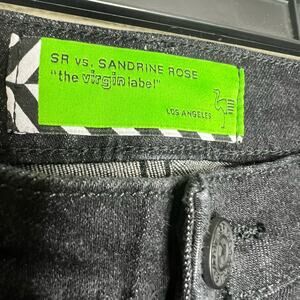 SR vs. SANDRINE ROSE
"the virgin label"
LOS ANGELES